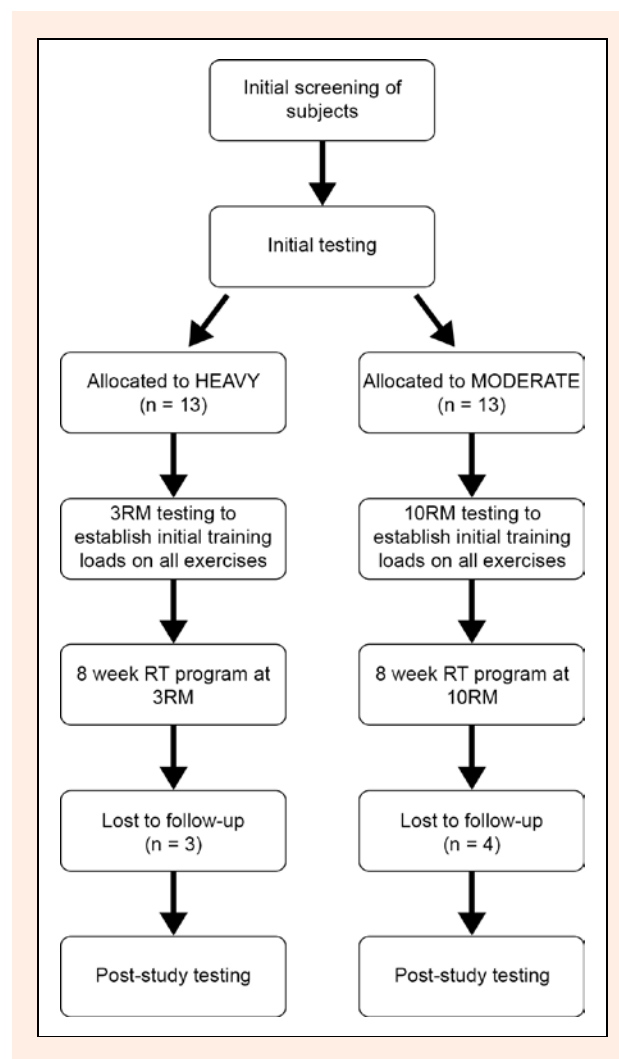 Initial screening of
subjects
Initial testing
Allocated to HEAVY
(n = 13)
Allocated to MODERATE
(n = 13)
3RM testing to
establish initial training
loads on all exercises
10RM testing to
establish initial training
loads on all exercises
8 week RT program at
3RM
8 week RT program at
10RM
Lost to follow-up
(n = 3)
Lost to follow-up
(n = 4)
Post-study testing
Post-study testing